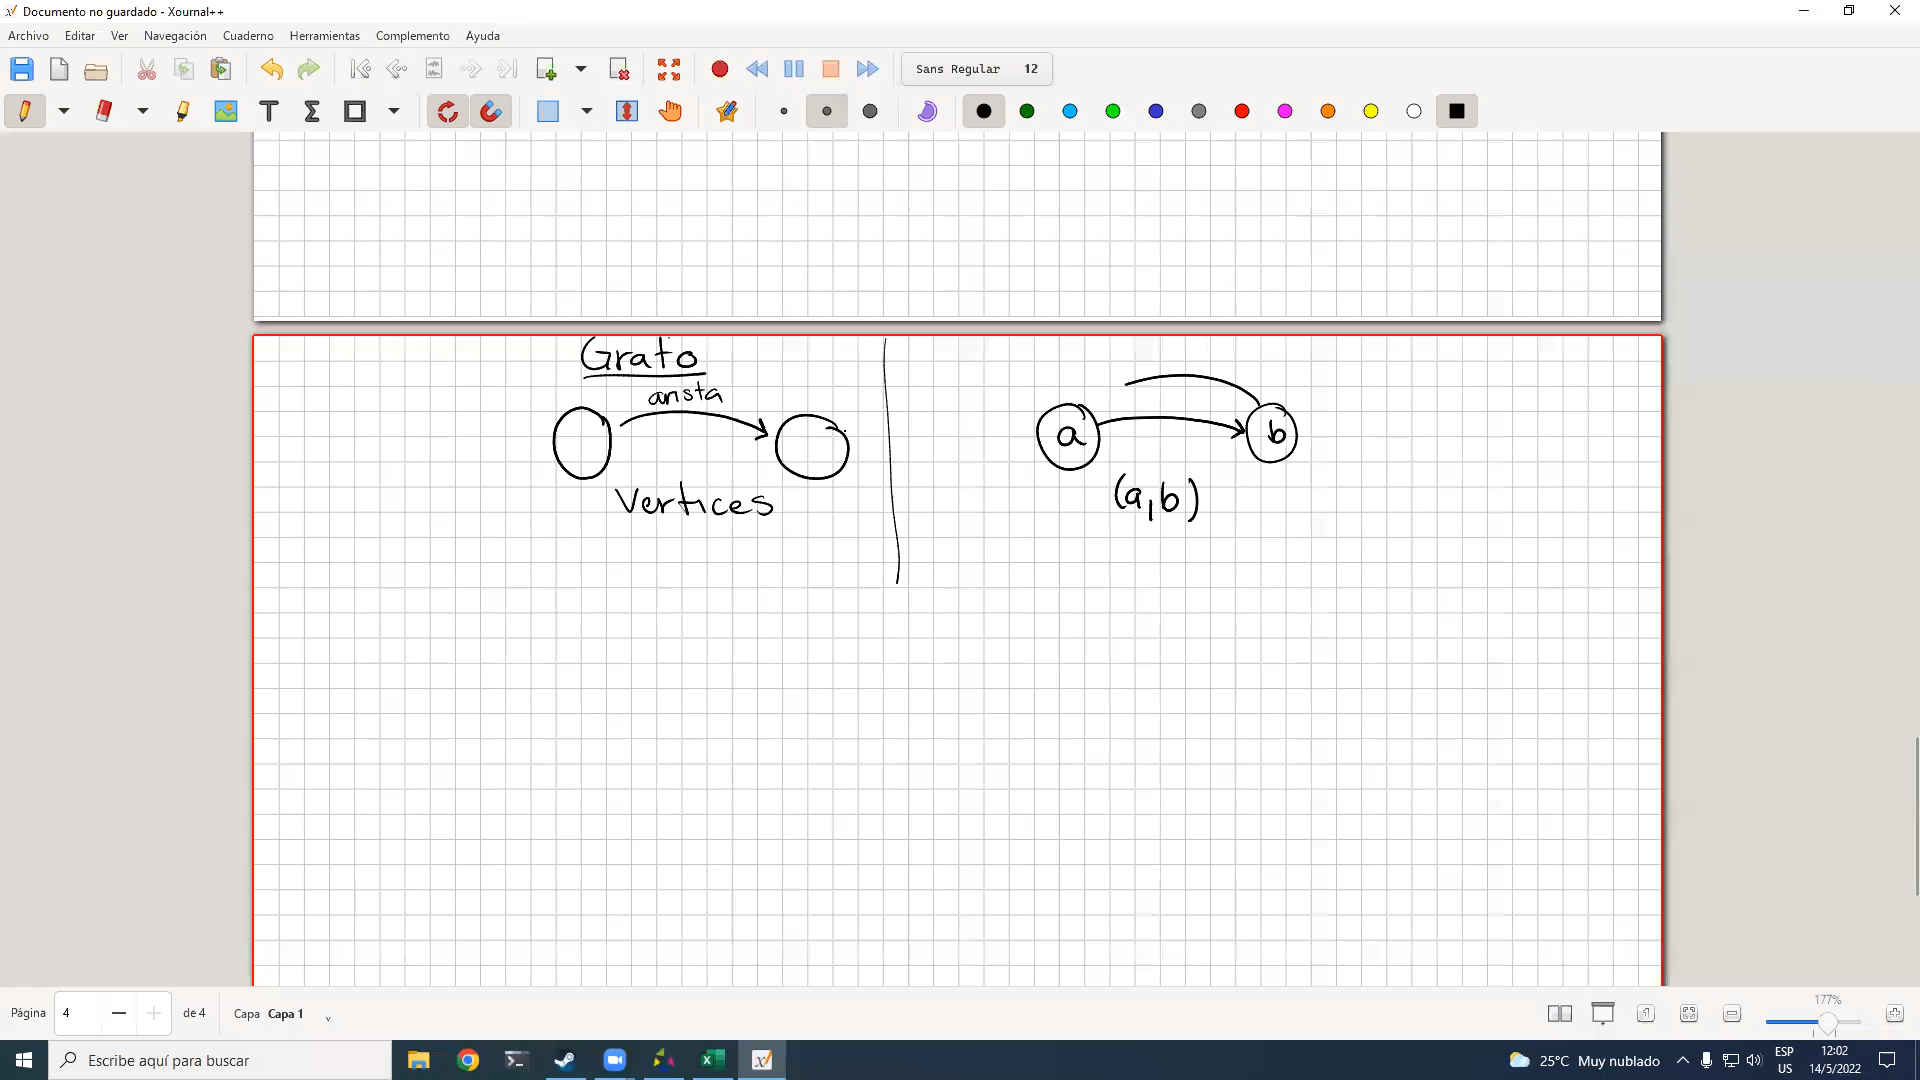 Documento no guardado - Xournal++
Archivo Editar Ver Navegación Cuaderno Herramientas Complemento Ayuda
Sans Regular 12
Grafo
arista
Vertices
a
b
(a,b)
Página 4 de 4 Capa Capa 1
177%
Escribe aquí para buscar
25°C Muy nublado
ESP
US
12:02
14/5/2022